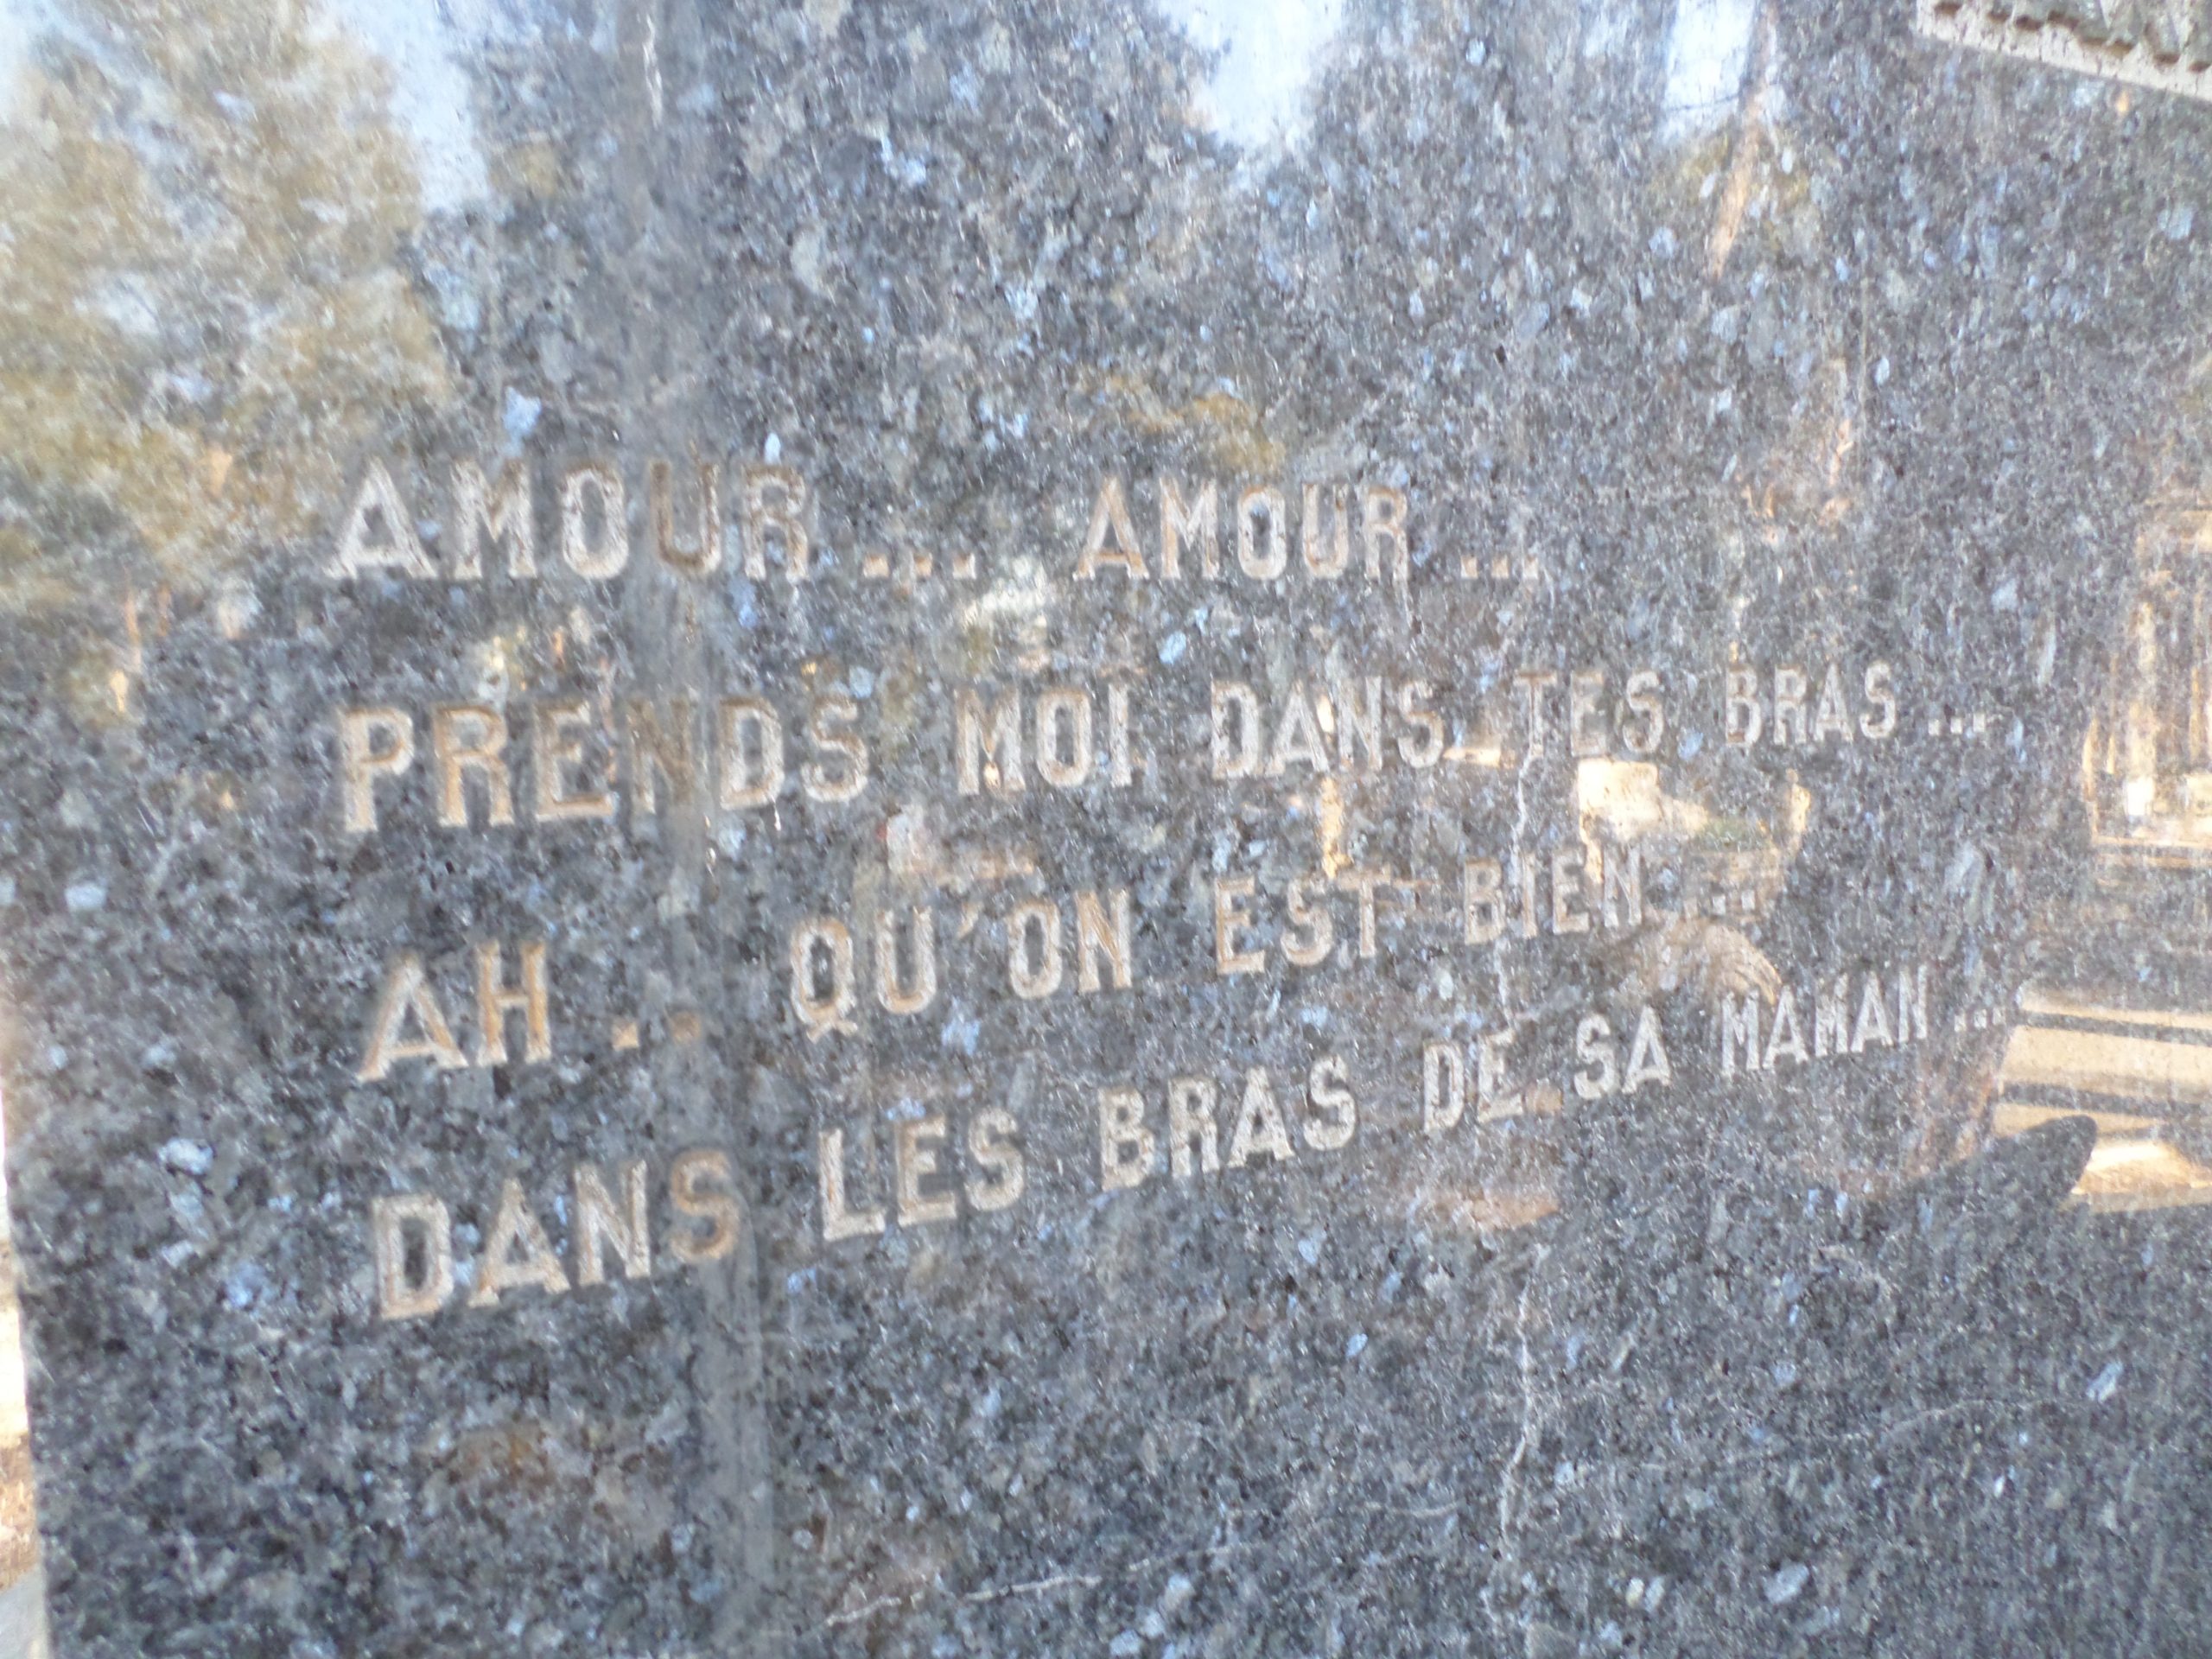 AMOUR ... AMOUR ...
PRENDS MOI DANS TES BRAS ...
AH .. QU'ON EST BIEN ...
DANS LES BRAS DE SA MAMAN ...